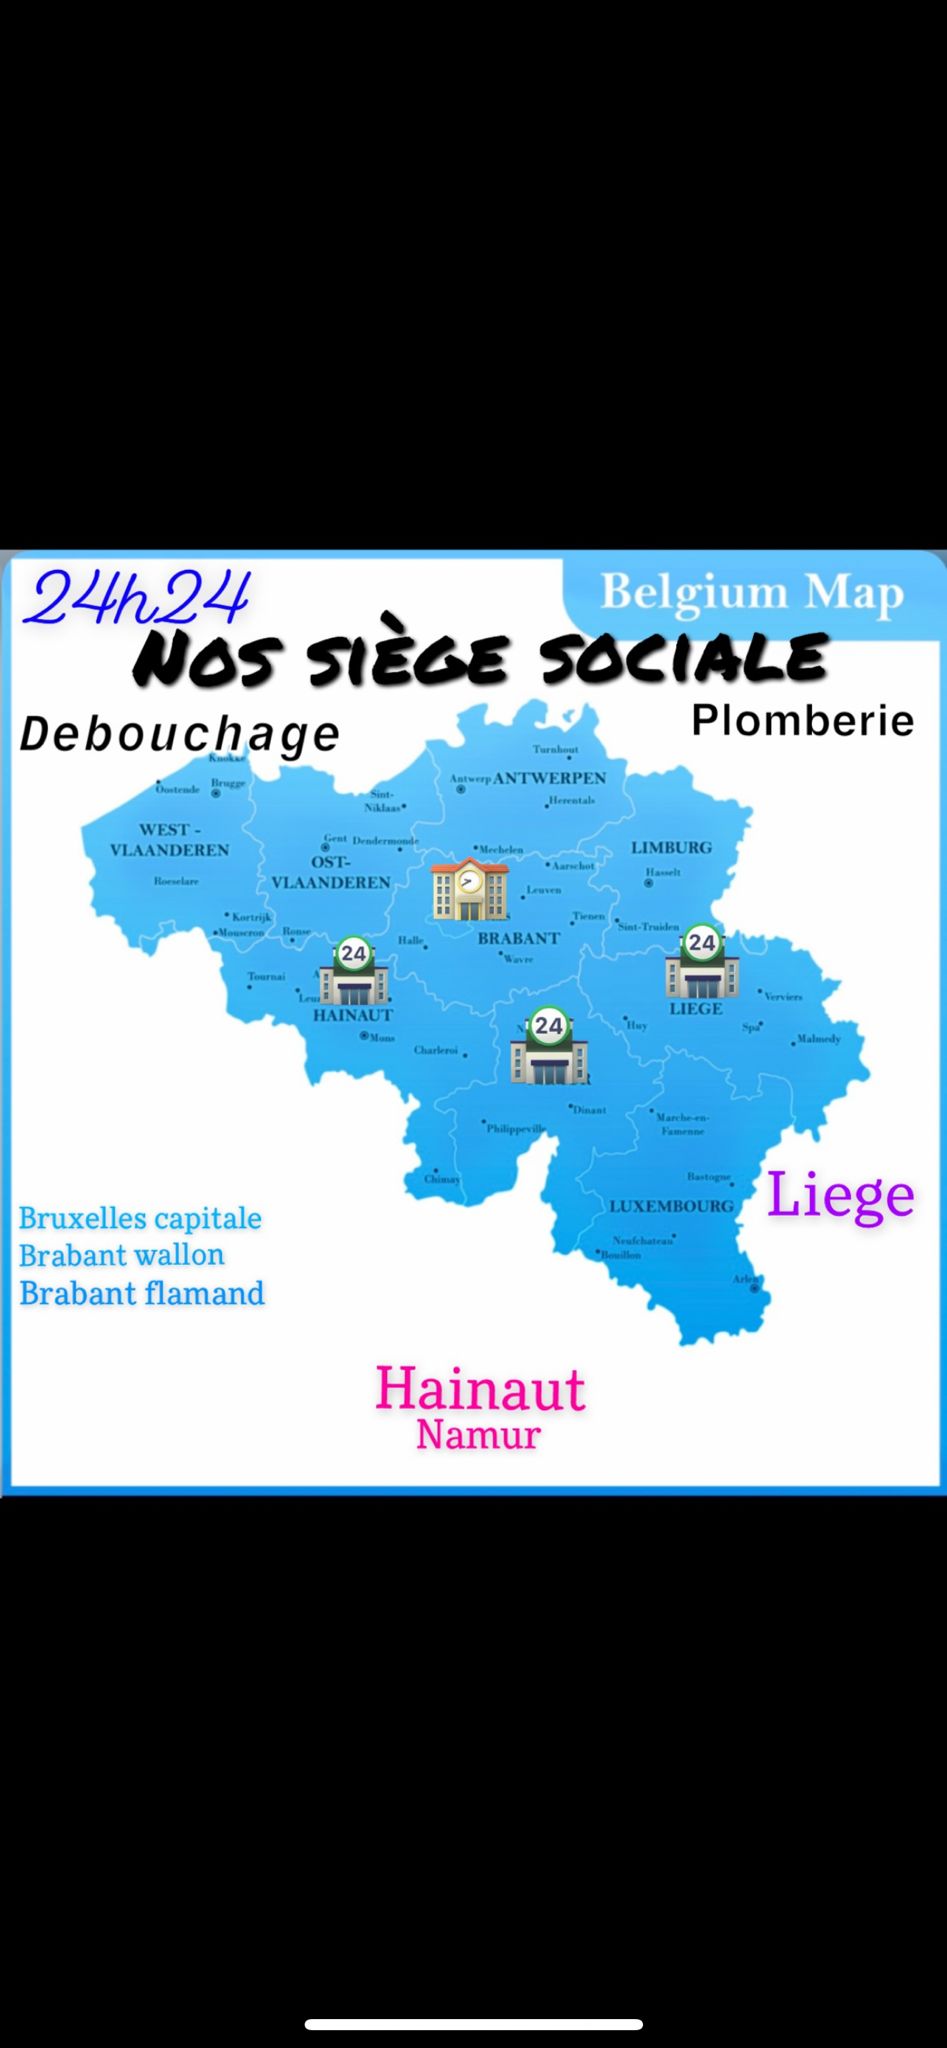 24h24
Belgium Map
Nos siège sociale
Debouchage
Plomberie
Knokke
Turnhout
Oostende
Brugge
Antwerp ANTWERPEN
Sint-
Niklaas
Herentals
WEST -
VLAANDEREN
Gent Dendermonde
Mechelen
LIMBURG
OST-
VLAANDEREN
Aarschot
Hasselt
Roeselare
Leuven
Kortrijk
Tienen
Sint-Truiden
Mouscron
Ronse
Halle
BRABANT
24
24
Wavre
Tournai
Verviers
HAINAUT
LIEGE
24
Huy
Spa
Mons
Malmedy
Charleroi
Dinant
Marche-en-
Famenne
Philippeville
Chimay
Bastogne
Liege
LUXEMBOURG
Bruxelles capitale
Brabant wallon
Brabant flamand
Neufchateau
Bouillon
Arlen
Hainaut
Namur